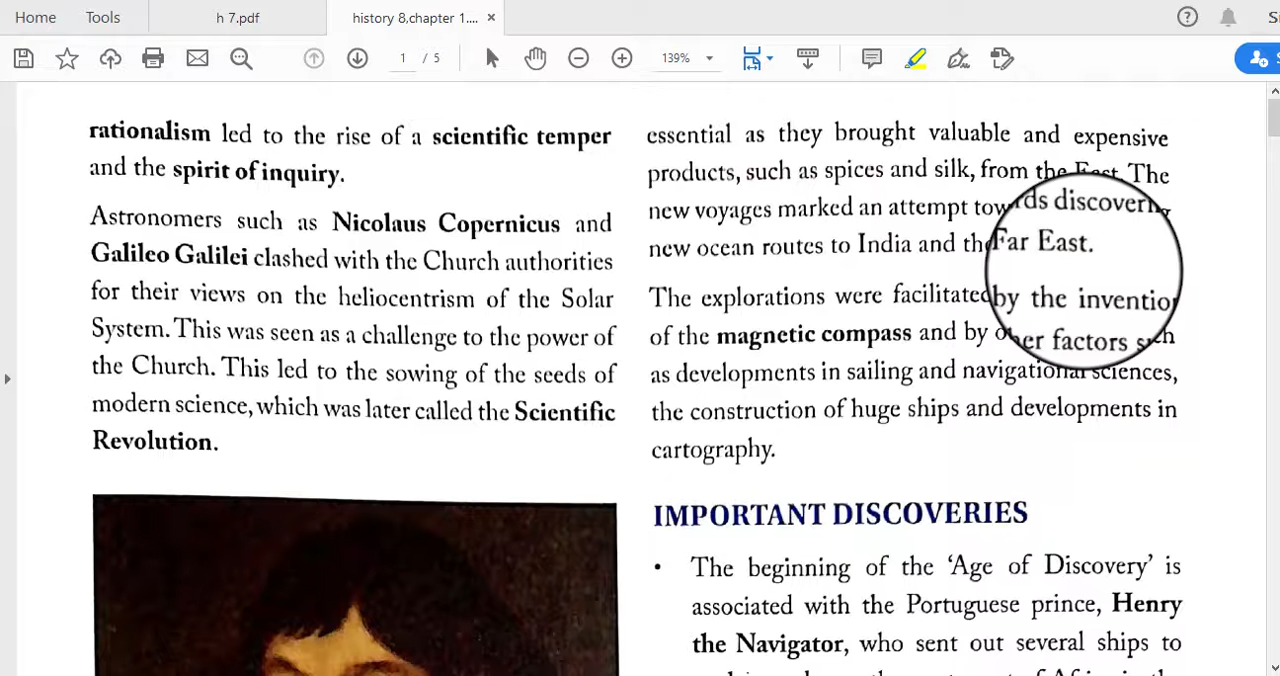 Home Tools h 7.pdf history 8,chapter 1.... ×
1 / 5 139%
rationalism led to the rise of a scientific temper
and the spirit of inquiry.
Astronomers such as Nicolaus Copernicus and
Galileo Galilei clashed with the Church authorities
for their views on the heliocentrism of the Solar
System. This was seen as a challenge to the power of
the Church. This led to the sowing of the seeds of
modern science, which was later called the Scientific
Revolution.
essential as they brought valuable and expensive
products, such as spices and silk, from the East. The
new voyages marked an attempt towards discovering
new ocean routes to India and the Far East.
The explorations were facilitated by the invention
of the magnetic compass and by other factors such
as developments in sailing and navigational sciences,
the construction of huge ships and developments in
cartography.
IMPORTANT DISCOVERIES
• The beginning of the ‘Age of Discovery’ is
associated with the Portuguese prince, Henry
the Navigator, who sent out several ships to